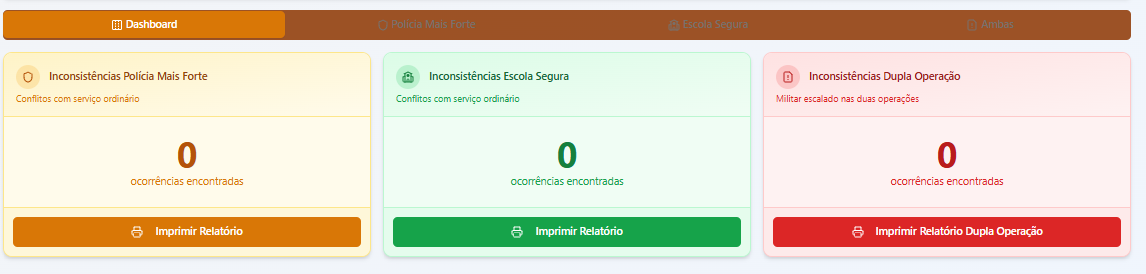 Dashboard
Polícia Mais Forte
Escola Segura
Ambas
Inconsistências Polícia Mais Forte
Conflitos com serviço ordinário
0
ocorrências encontradas
Imprimir Relatório
Inconsistências Escola Segura
Conflitos com serviço ordinário
0
ocorrências encontradas
Imprimir Relatório
Inconsistências Dupla Operação
Militar escalado nas duas operações
0
ocorrências encontradas
Imprimir Relatório Dupla Operação